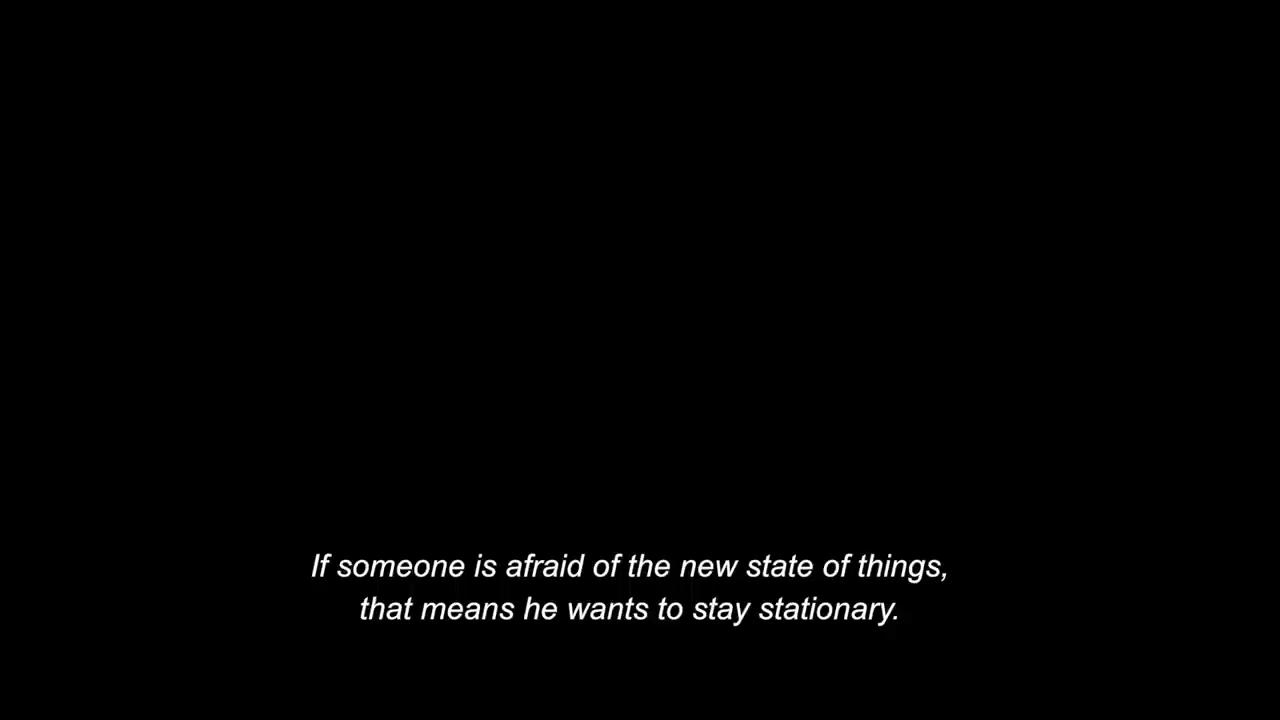 If someone is afraid of the new state of things,
that means he wants to stay stationary.